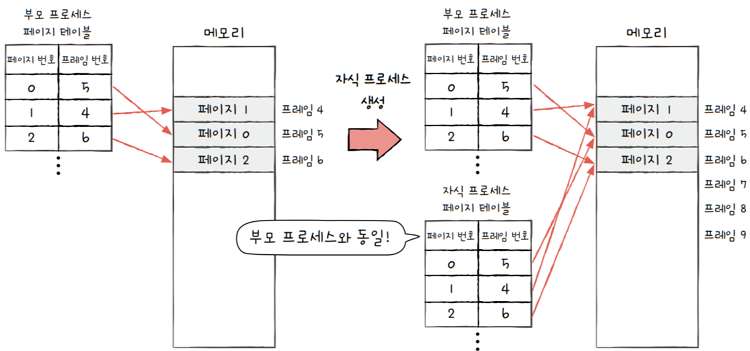 부모 프로세스
페이지 테이블
페이지 번호 프레임 번호
0 5
1 4
2 6
메모리
페이지 1 프레임 4
페이지 0 프레임 5
페이지 2 프레임 6
자식 프로세스
생성
부모 프로세스
페이지 테이블
페이지 번호 프레임 번호
0 5
1 4
2 6
메모리
페이지 1 프레임 4
페이지 0 프레임 5
페이지 2 프레임 6
프레임 7
프레임 8
프레임 9
자식 프로세스
페이지 테이블
부모 프로세스와 동일!
페이지 번호 프레임 번호
0 5
1 4
2 6